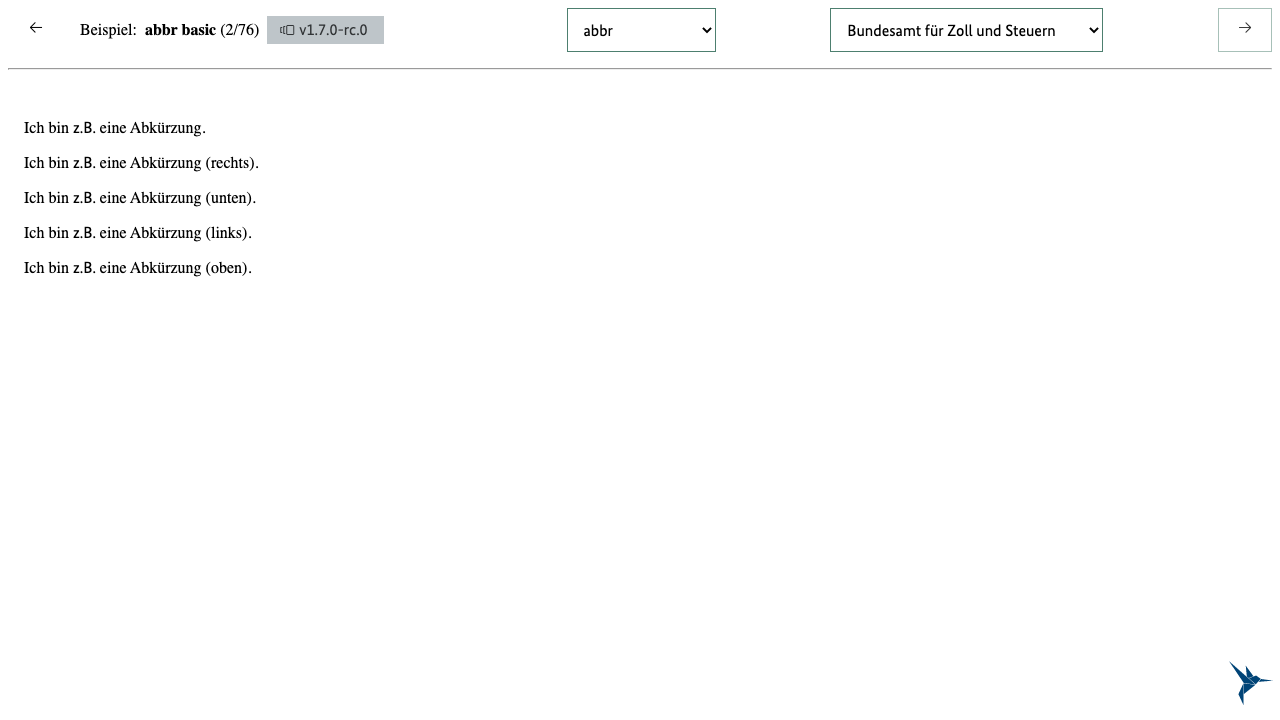 Beispiel: abbr basic (2/76) v1.7.0-rc.0 abbr Bundesamt für Zoll und Steuern
Ich bin z.B. eine Abkürzung.
Ich bin z.B. eine Abkürzung (rechts).
Ich bin z.B. eine Abkürzung (unten).
Ich bin z.B. eine Abkürzung (links).
Ich bin z.B. eine Abkürzung (oben).